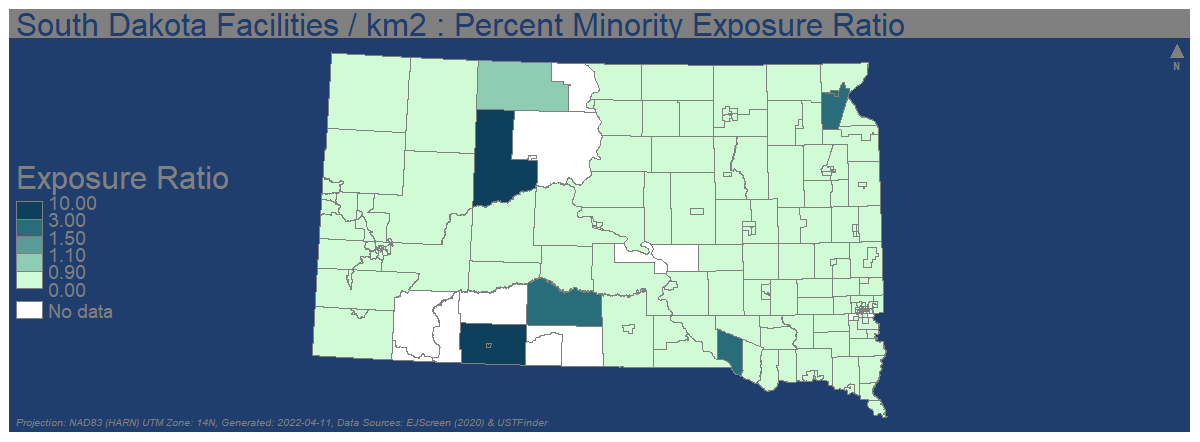 South Dakota Facilities / km2 : Percent Minority Exposure Ratio
N
Exposure Ratio
10.00
3.00
1.50
1.10
0.90
0.00
No data
Projection: NAD83 (HARN) UTM Zone: 14N, Generated: 2022-04-11, Data Sources: EJScreen (2020) & USTFinder